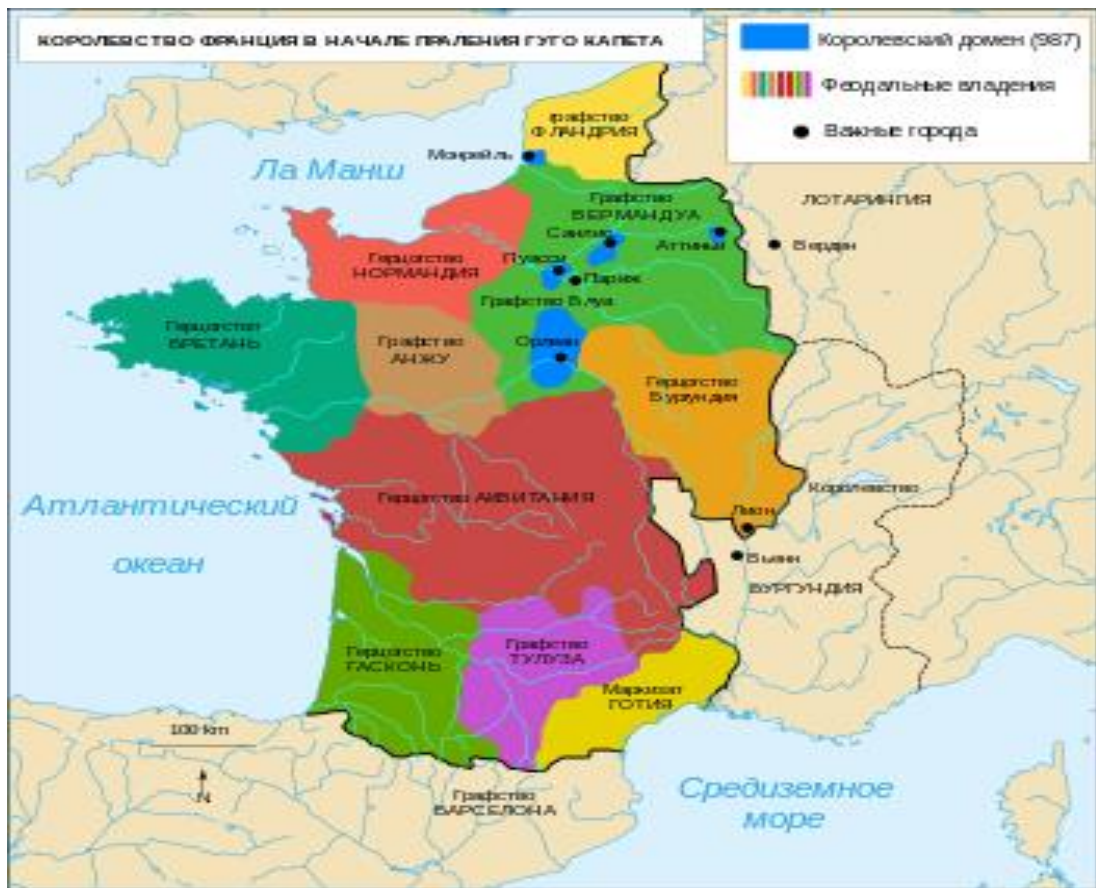 КОРОЛЕВСТВО ФРАНЦИЯ В НАЧАЛЕ ПРАЛЕНИЯ ГУГО КАПЕТА
Королевский домен (987)
Феодальные владения
Важные города
Графство
ФЛАНДРИЯ
Монрейль
Ла Манш
Графство
ВЕРМАНДУА
ЛОТАРИНГИЯ
Санлис
Аттиньи
Верден
Герцогство
НОРМАНДИЯ
Пуасси
Париж
Графство Блуа
Герцогство
БРЕТАНЬ
Графство
АНЖУ
Орлеан
Герцогство
Бургундия
Атлантический
океан
Герцогство АКВИТАНИЯ
Королевство
Лион
Вьенн
БУРГУНДИЯ
Герцогство
ГАСКОНЬ
Графство
ТУЛУЗА
Маркизат
ГОТИЯ
100 km
N
Графство
БАРСЕЛОНА
Средиземное
море